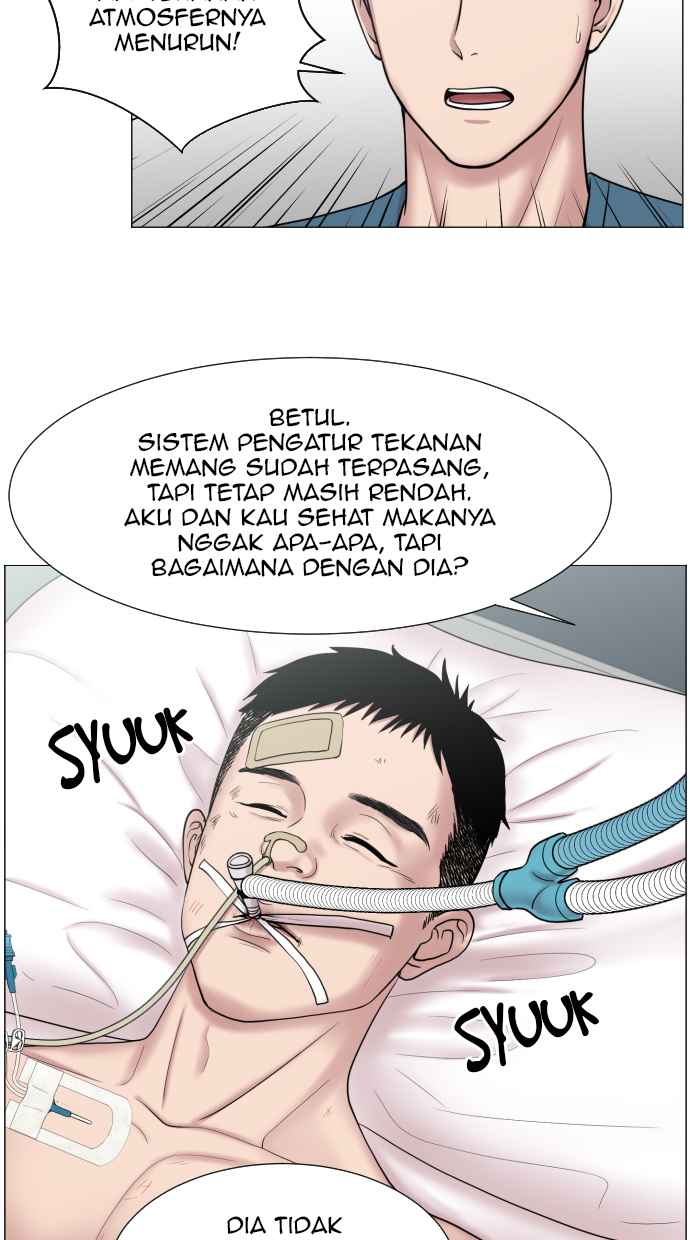 ATMOSFERNYA
MENURUN!
BETUL.
SISTEM PENGATUR TEKANAN
MEMANG SUDAH TERPASANG,
TAPI TETAP MASIH RENDAH.
AKU DAN KAU SEHAT MAKANYA
NGGAK APA-APA, TAPI
BAGAIMANA DENGAN DIA?
SYUUK
SYUUK
DIA TIDAK